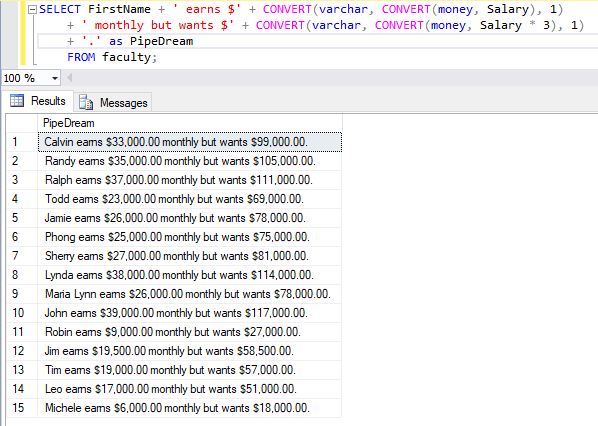 SELECT FirstName + ' earns $' + CONVERT(varchar, CONVERT(money, Salary), 1)
+ ' monthly but wants $' + CONVERT(varchar, CONVERT(money, Salary * 3), 1)
+ '.' as PipeDream
FROM faculty;
100 %
Results Messages
PipeDream
1 Calvin earns $33,000.00 monthly but wants $99,000.00.
2 Randy earns $35,000.00 monthly but wants $105,000.00.
3 Ralph earns $37,000.00 monthly but wants $111,000.00.
4 Todd earns $23,000.00 monthly but wants $69,000.00.
5 Jamie earns $26,000.00 monthly but wants $78,000.00.
6 Phong earns $25,000.00 monthly but wants $75,000.00.
7 Sherry earns $27,000.00 monthly but wants $81,000.00.
8 Lynda earns $38,000.00 monthly but wants $114,000.00.
9 Maria Lynn earns $26,000.00 monthly but wants $78,000.00.
10 John earns $39,000.00 monthly but wants $117,000.00.
11 Robin earns $9,000.00 monthly but wants $27,000.00.
12 Jim earns $19,500.00 monthly but wants $58,500.00.
13 Tim earns $19,000.00 monthly but wants $57,000.00.
14 Leo earns $17,000.00 monthly but wants $51,000.00.
15 Michele earns $6,000.00 monthly but wants $18,000.00.